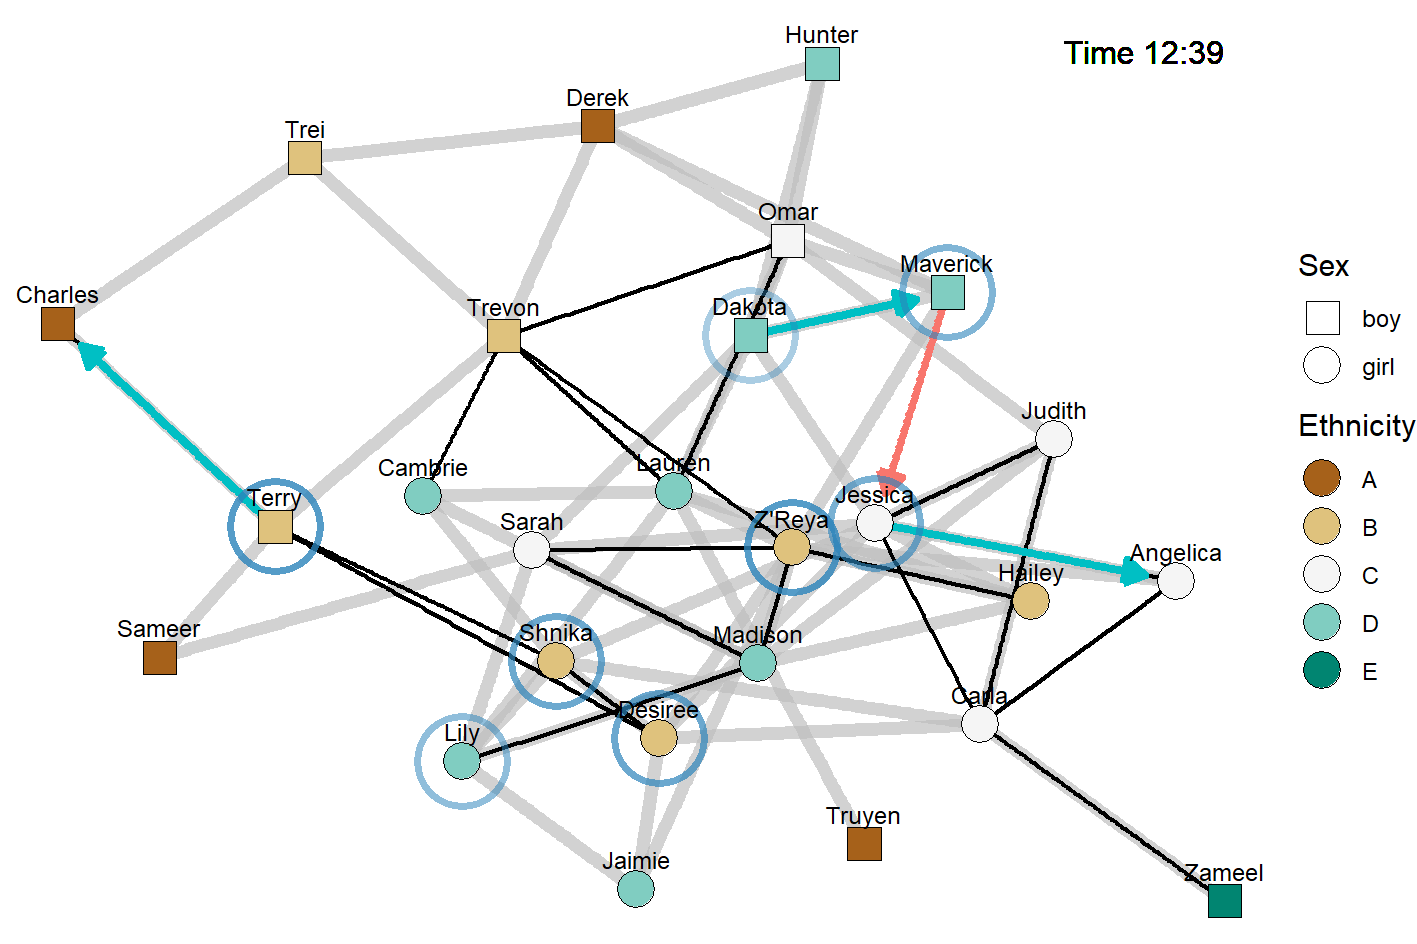 Hunter
Time 12:39
Derek
Trei
Omar
Sex
Maverick
Charles
Trevon
Dakota
boy
girl
Judith
Ethnicity
Cambrie
Lauren
A
Terry
Jessica
Sarah
Z'Reya
B
Angelica
Hailey
C
Sameer
Shnika
Madison
D
E
Carla
Desiree
Lily
Truyen
Jaimie
Zameel